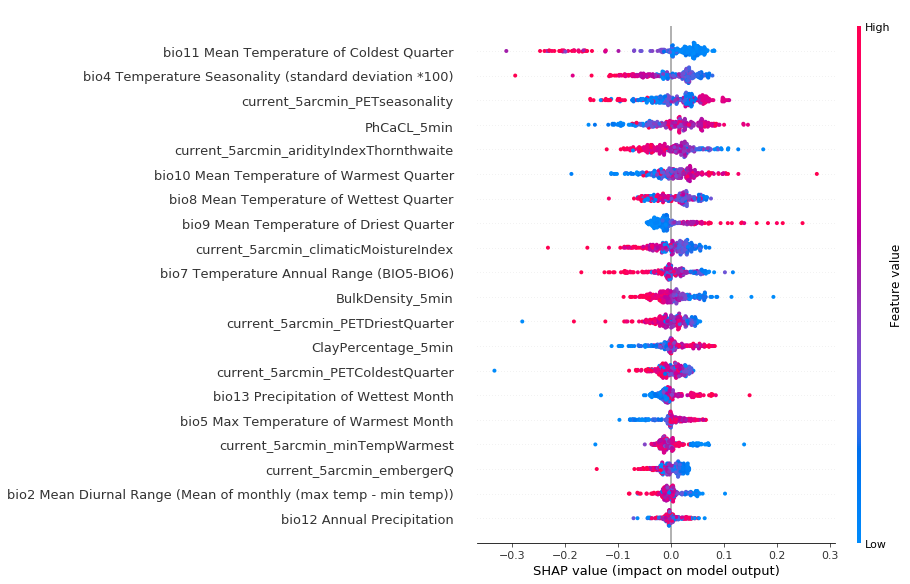 High
bio11 Mean Temperature of Coldest Quarter
bio4 Temperature Seasonality (standard deviation *100)
current_5arcmin_PETseasonality
PhCaCL_5min
current_5arcmin_aridityIndexThornthwaite
bio10 Mean Temperature of Warmest Quarter
bio8 Mean Temperature of Wettest Quarter
bio9 Mean Temperature of Driest Quarter
current_5arcmin_climaticMoistureIndex
bio7 Temperature Annual Range (BIO5-BIO6)
BulkDensity_5min
current_5arcmin_PETDriestQuarter
ClayPercentage_5min
current_5arcmin_PETColdestQuarter
bio13 Precipitation of Wettest Month
bio5 Max Temperature of Warmest Month
current_5arcmin_minTempWarmest
current_5arcmin_embergerQ
bio2 Mean Diurnal Range (Mean of monthly (max temp - min temp))
bio12 Annual Precipitation
Feature value
Low
−0.3 −0.2 −0.1 0.0 0.1 0.2 0.3
SHAP value (impact on model output)